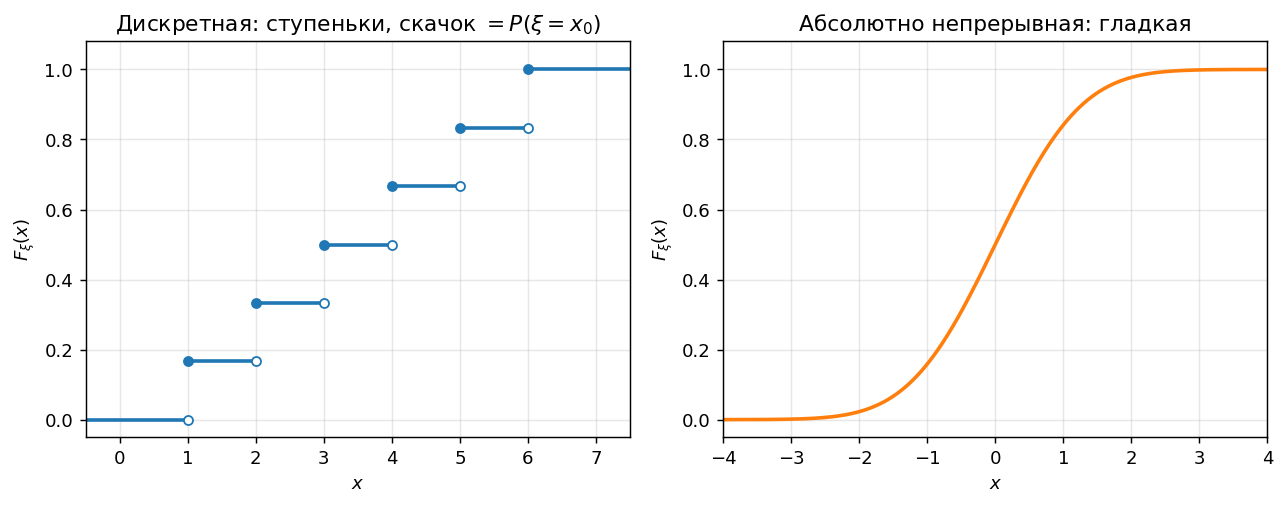 Дискретная: ступеньки, скачок = P(ξ = x₀)
1.0
0.8
0.6
0.4
0.2
0.0
F_ξ(x)
0 1 2 3 4 5 6 7
x
Абсолютно непрерывная: гладкая
1.0
0.8
0.6
0.4
0.2
0.0
F_ξ(x)
−4 −3 −2 −1 0 1 2 3 4
x